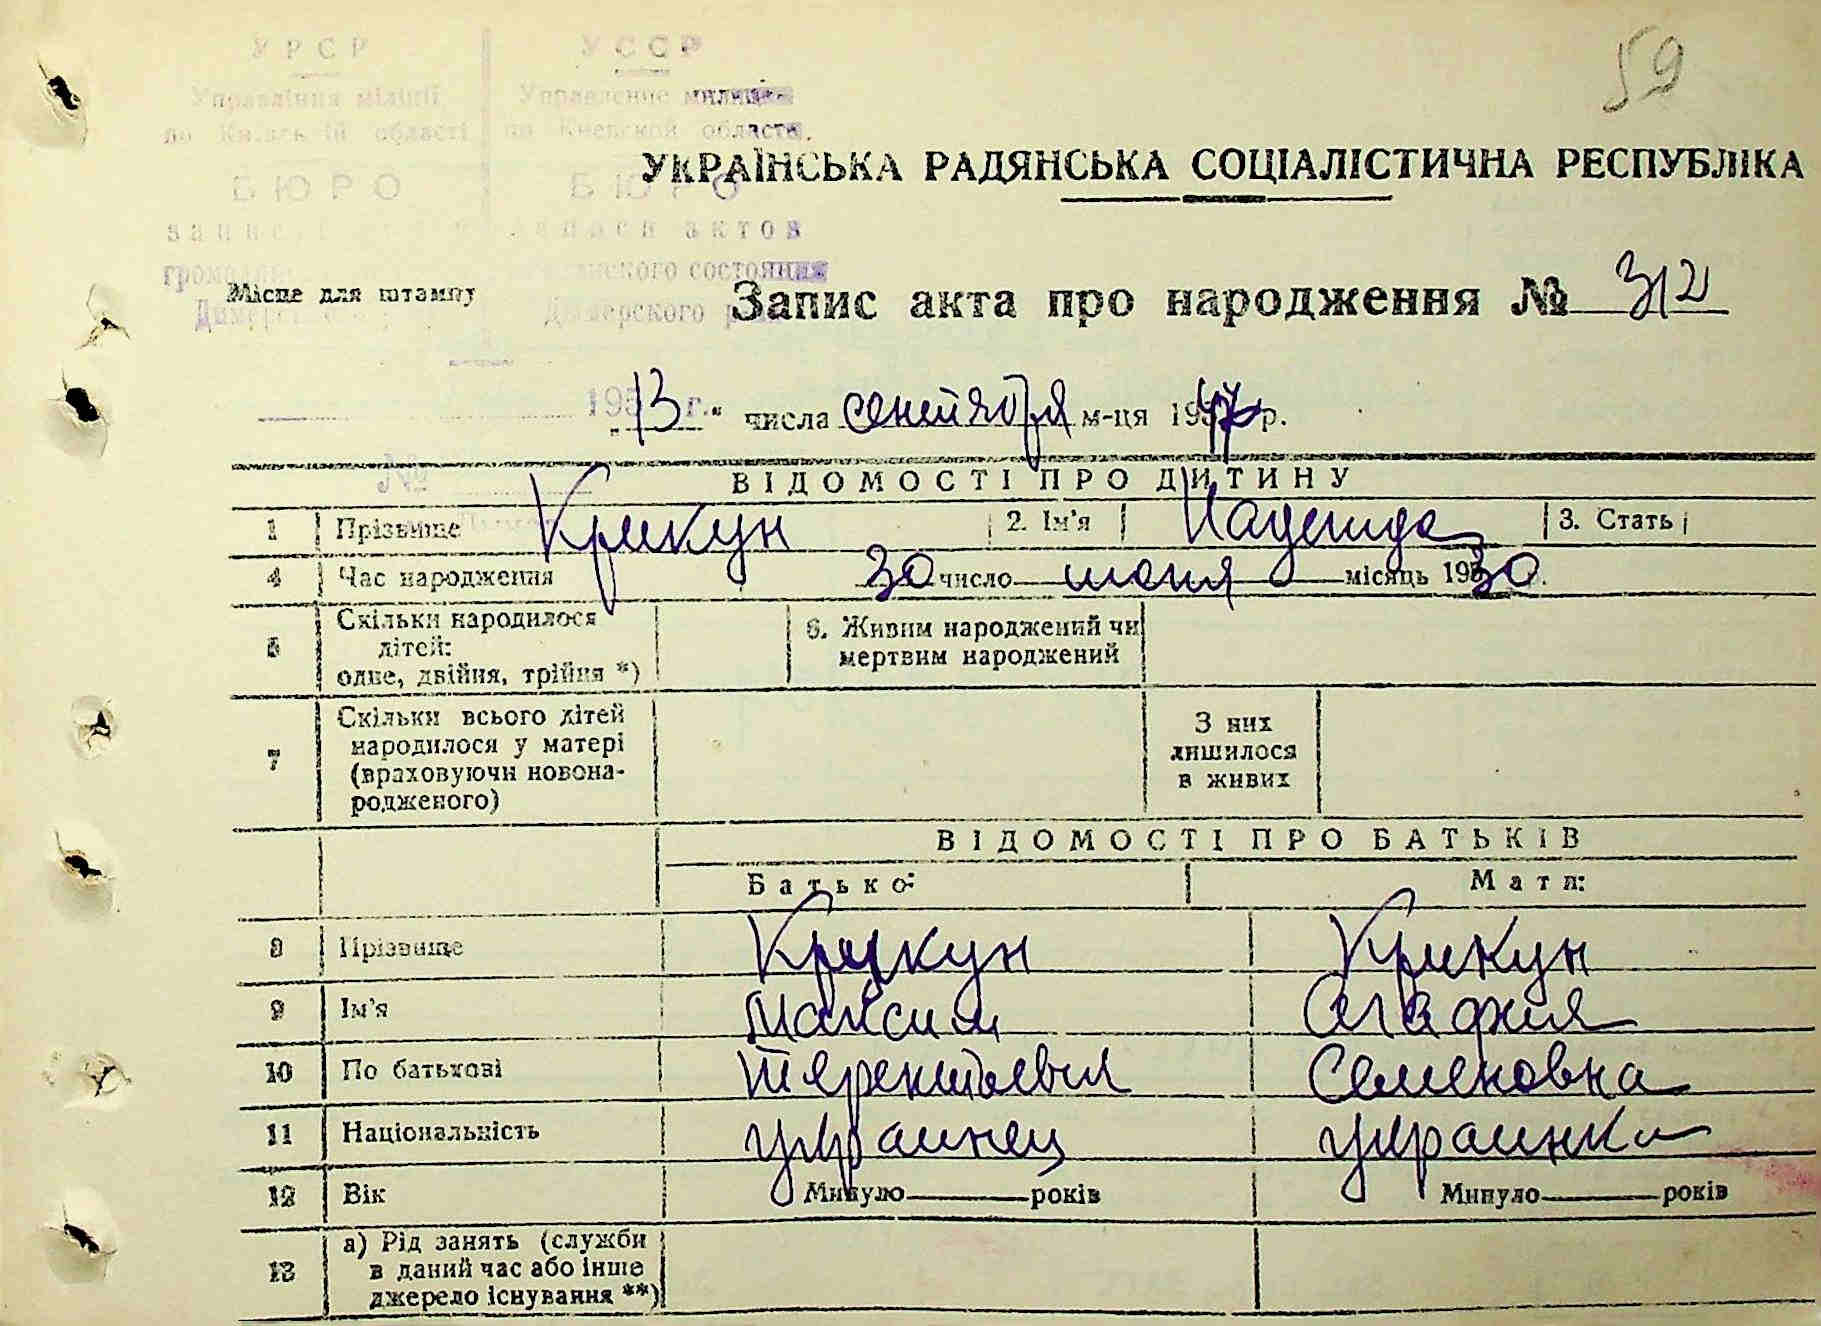 УРСР УССР
Управління міліції Управление милиции
по Київській області по Киевской области.
59
БЮРО БЮРО
УКРАЇНСЬКА РАДЯНСЬКА СОЦІАЛІСТИЧНА РЕСПУБЛІКА
записи актов
состояния
Місце для штампу
Димерского
Запис акта про народження № 312
195 г.
„13" числа сентября м-ця 1947 р.
№
ВІДОМОСТІ ПРО ДИТИНУ
1 Прізвище Крикун 2. Ім'я Надежда 3. Стать
4 Час народження 30 число июня місяць 1930 р.
5 Скільки народилося дітей: одне, двійня, трійня *)
6. Живим народжений чи мертвим народжений
7 Скільки всього дітей народилося у матері (враховуючи новонародженого)
З них лишилося в живих
ВІДОМОСТІ ПРО БАТЬКІВ
Батько: Мати:
8 Прізвище Крикун Крикун
9 Ім'я Максим Агафия
10 По батькові Терентьевич Семеновна
11 Національність украинец украинка
12 Вік Минуло років Минуло років
13 а) Рід занять (служби
в даний час або інше
джерело існування **)